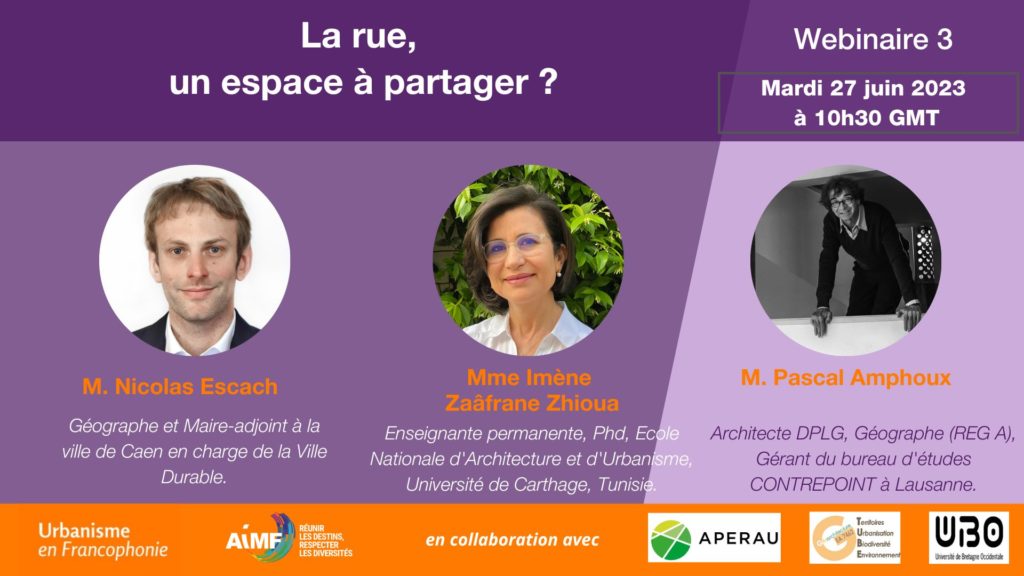 La rue,
un espace à partager ?
Webinaire 3
Mardi 27 juin 2023
à 10h30 GMT
M. Nicolas Escach
Géographe et Maire-adjoint à la
ville de Caen en charge de la Ville
Durable.
Mme Imène
Zaâfrane Zhioua
Enseignante permanente, Phd, Ecole
Nationale d'Architecture et d'Urbanisme,
Université de Carthage, Tunisie.
M. Pascal Amphoux
Architecte DPLG, Géographe (REG A),
Gérant du bureau d'études
CONTREPOINT à Lausanne.
Urbanisme
en Francophonie
AIMF
RÉUNIR
LES DESTINS,
RESPECTER
LES DIVERSITÉS
en collaboration avec
APERAU
Territoires
Urbanisation
Biodiversité
Environnement
UBO
Université de Bretagne Occidentale